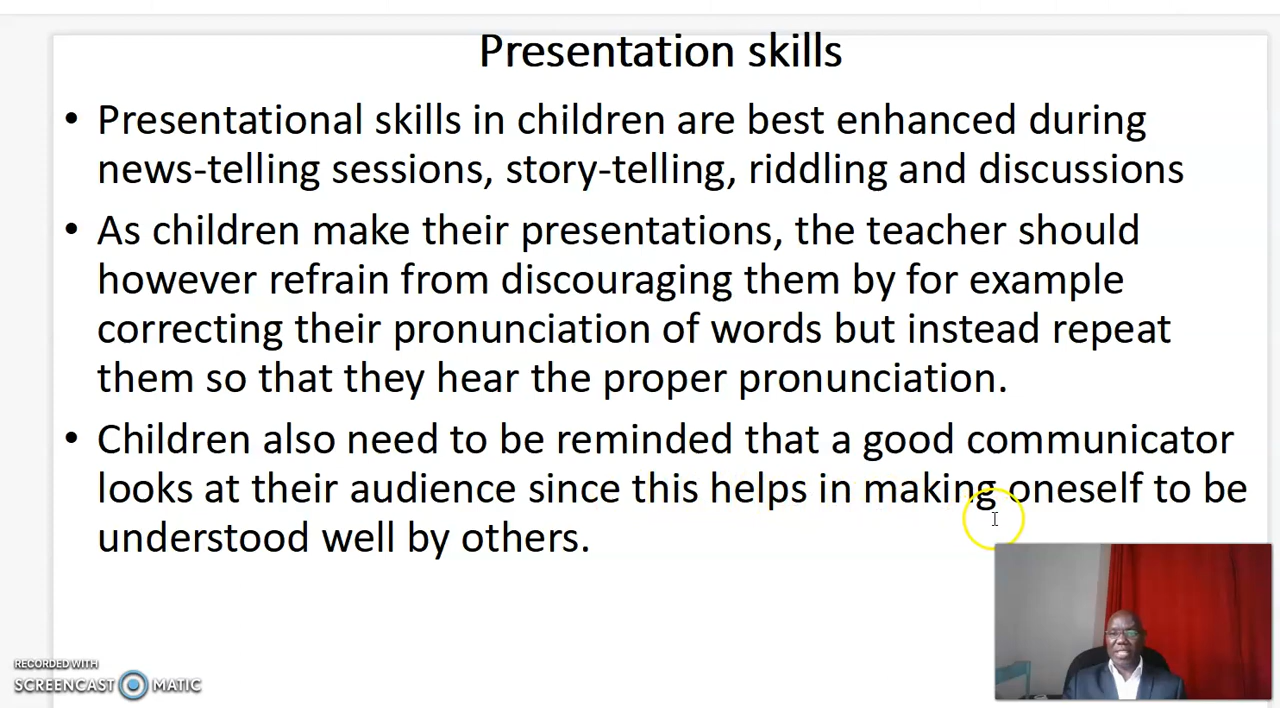 Presentation skills
• Presentational skills in children are best enhanced during
news-telling sessions, story-telling, riddling and discussions
• As children make their presentations, the teacher should
however refrain from discouraging them by for example
correcting their pronunciation of words but instead repeat
them so that they hear the proper pronunciation.
• Children also need to be reminded that a good communicator
looks at their audience since this helps in making oneself to be
understood well by others.
RECORDED WITH
SCREENCAST MATIC